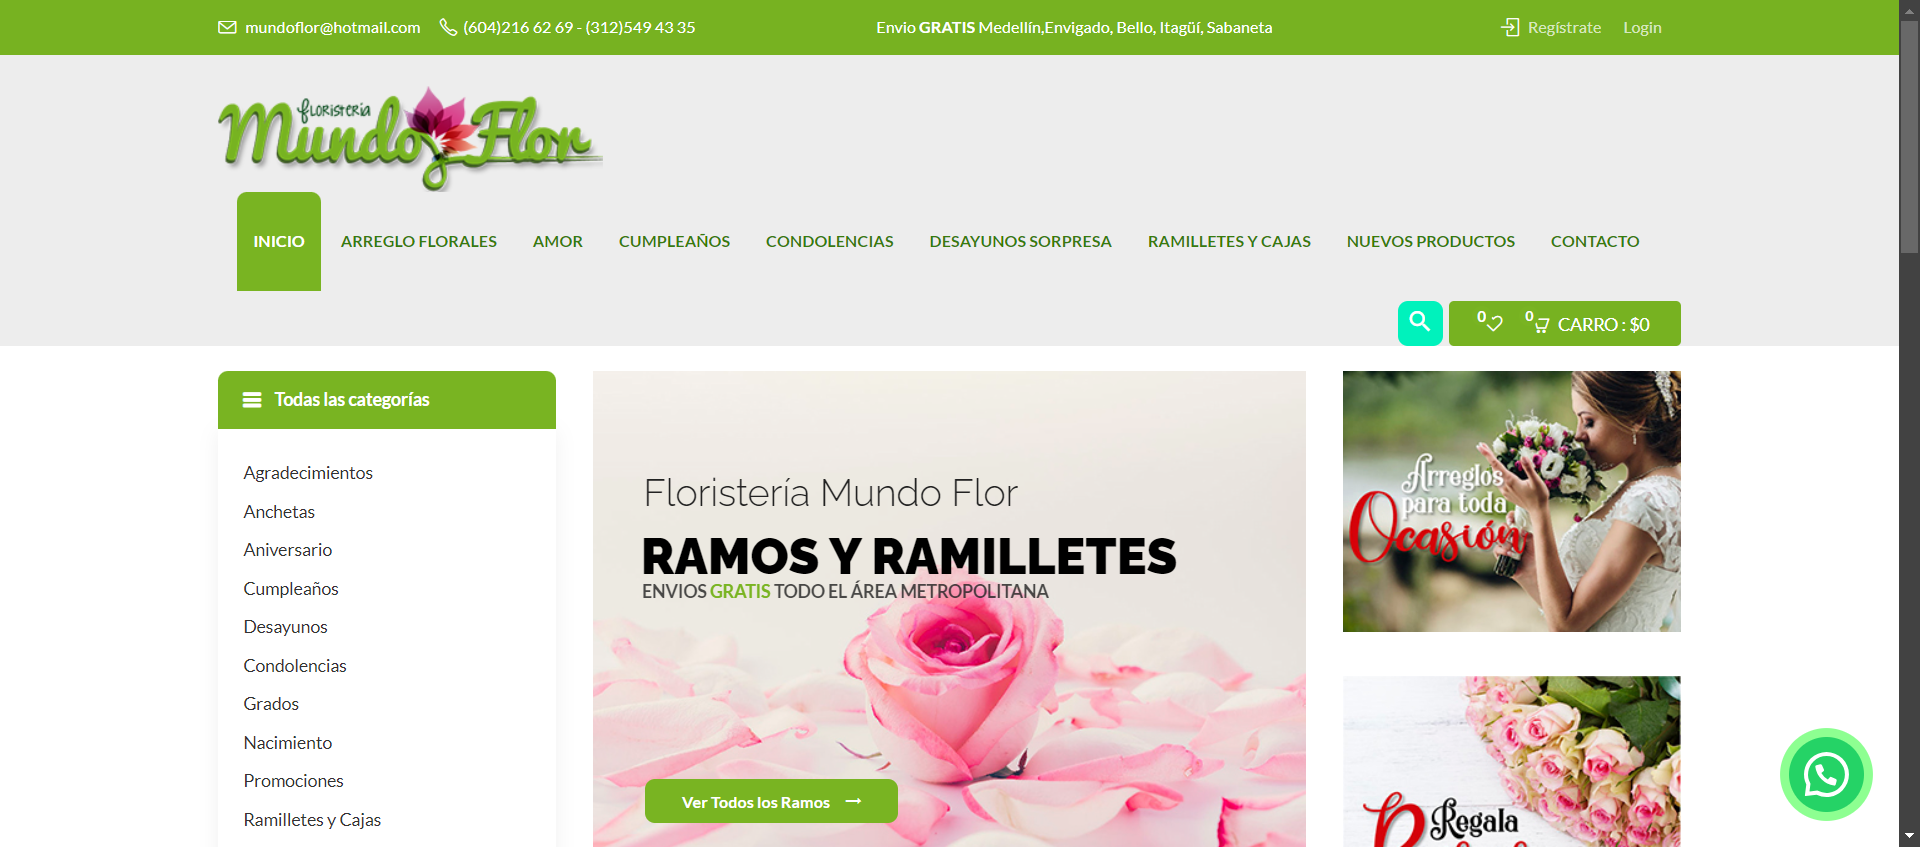 mundoflor@hotmail.com
(604)216 62 69 - (312)549 43 35
Envio GRATIS Medellín,Envigado, Bello, Itagüí, Sabaneta
Regístrate
Login
FLORISTERÍA
Mundo Flor
INICIO
ARREGLO FLORALES
AMOR
CUMPLEAÑOS
CONDOLENCIAS
DESAYUNOS SORPRESA
RAMILLETES Y CAJAS
NUEVOS PRODUCTOS
CONTACTO
0
0
CARRO : $0
Todas las categorías
Agradecimientos
Anchetas
Aniversario
Cumpleaños
Desayunos
Condolencias
Grados
Nacimiento
Promociones
Ramilletes y Cajas
Floristería Mundo Flor
RAMOS Y RAMILLETES
ENVIOS GRATIS TODO EL ÁREA METROPOLITANA
Ver Todos los Ramos
Arreglos
para toda
Ocasión
Regala